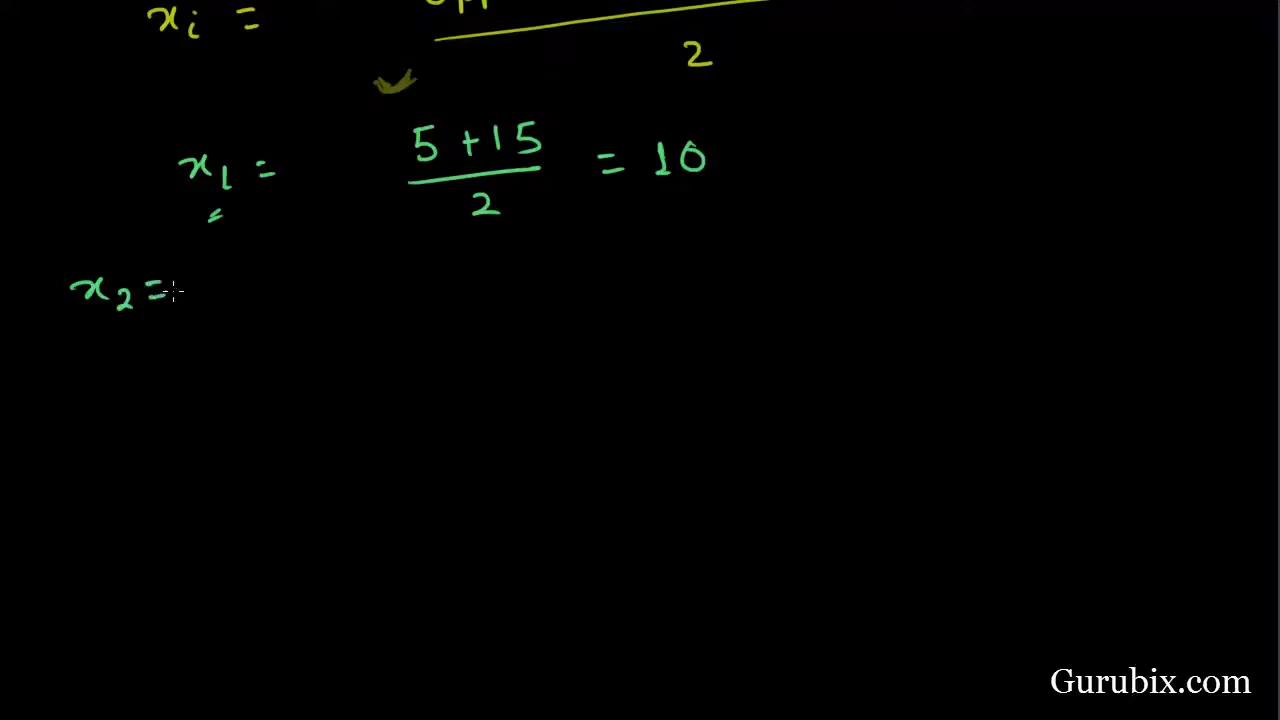 xᵢ =
2
x₁ = (5 + 15)/2 = 10
x₂ =
Gurubix.com